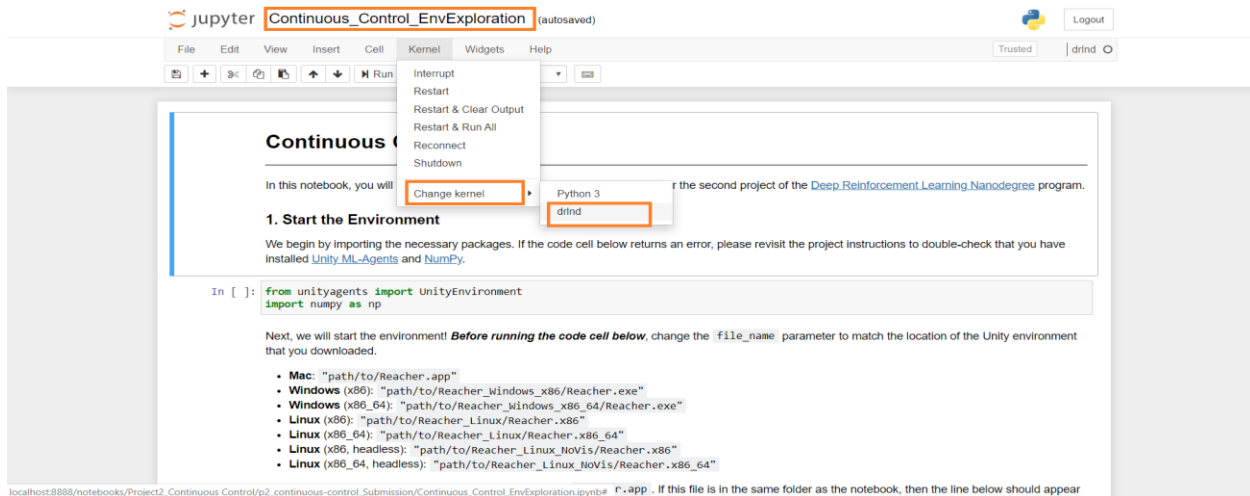 jupyter Continuous_Control_EnvExploration (autosaved) Logout
File Edit View Insert Cell Kernel Widgets Help Trusted drlnd
Run
Interrupt
Restart
Restart & Clear Output
Restart & Run All
Reconnect
Shutdown
Change kernel
Python 3
drlnd
Continuous
In this notebook, you will r the second project of the Deep Reinforcement Learning Nanodegree program.
1. Start the Environment
We begin by importing the necessary packages. If the code cell below returns an error, please revisit the project instructions to double-check that you have
installed Unity ML-Agents and NumPy.
In [ ]: from unityagents import UnityEnvironment
import numpy as np
Next, we will start the environment! Before running the code cell below, change the file_name parameter to match the location of the Unity environment
that you downloaded.
• Mac: "path/to/Reacher.app"
• Windows (x86): "path/to/Reacher_Windows_x86/Reacher.exe"
• Windows (x86_64): "path/to/Reacher_Windows_x86_64/Reacher.exe"
• Linux (x86): "path/to/Reacher_Linux/Reacher.x86"
• Linux (x86_64): "path/to/Reacher_Linux/Reacher.x86_64"
• Linux (x86, headless): "path/to/Reacher_Linux_NoVis/Reacher.x86"
• Linux (x86_64, headless): "path/to/Reacher_Linux_NoVis/Reacher.x86_64"
r.app . If this file is in the same folder as the notebook, then the line below should appear
localhost:8888/notebooks/Project2_Continuous Control/p2_continuous-control_Submission/Continuous_Control_EnvExploration.ipynb#